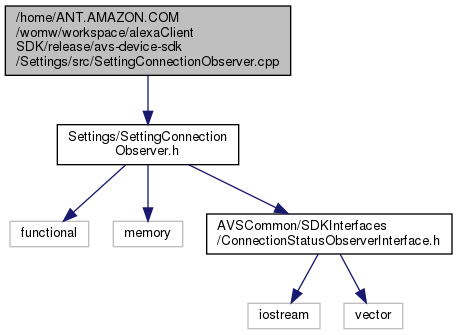 /home/ANT.AMAZON.COM
/womw/workspace/alexaClient
SDK/release/avs-device-sdk
/Settings/src/SettingConnectionObserver.cpp
Settings/SettingConnection
Observer.h
functional
memory
AVSCommon/SDKInterfaces
/ConnectionStatusObserverInterface.h
iostream
vector